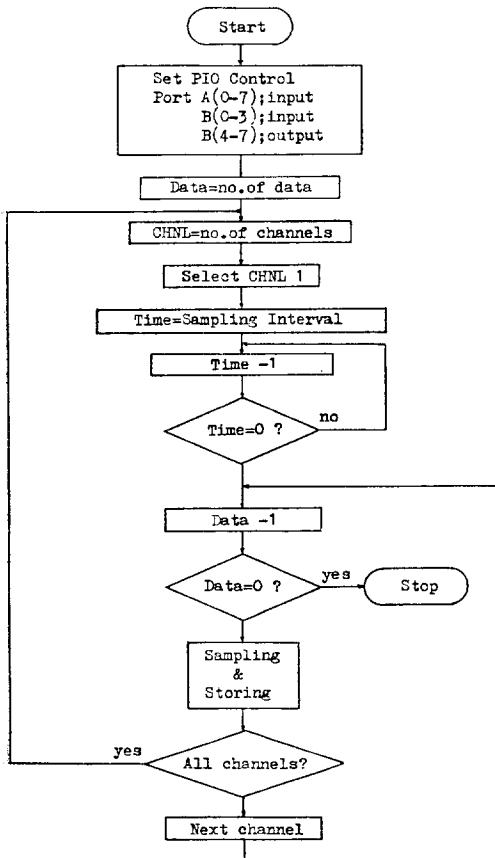 Start
Set PIO Control
Port A(0-7);input
B(0-3);input
B(4-7);output
Data=no.of data
CHNL=no.of channels
Select CHNL 1
Time=Sampling Interval
Time -1
no
Time=0 ?
Data -1
yes
Data=0 ?
Stop
Sampling
&
Storing
yes
All channels?
Next channel